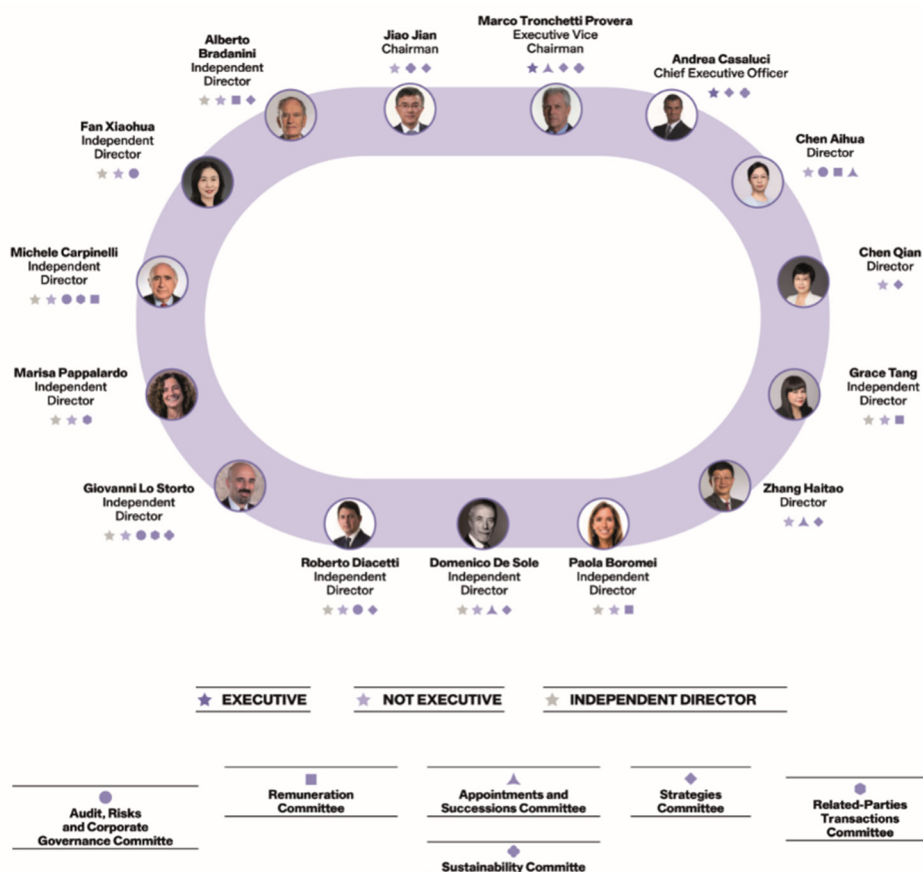 Marco Tronchetti Provera
Executive Vice
Chairman
Jiao Jian
Chairman
Alberto
Bradanini
Independent
Director
Andrea Casaluci
Chief Executive Officer
Fan Xiaohua
Independent
Director
Chen Aihua
Director
Michele Carpinelli
Independent
Director
Chen Qian
Director
Marisa Pappalardo
Independent
Director
Grace Tang
Independent
Director
Giovanni Lo Storto
Independent
Director
Zhang Haitao
Director
Roberto Diacetti
Independent
Director
Domenico De Sole
Independent
Director
Paola Boromei
Independent
Director
EXECUTIVE
NOT EXECUTIVE
INDEPENDENT DIRECTOR
Audit, Risks
and Corporate
Governance Committe
Remuneration
Committee
Appointments and
Successions Committee
Strategies
Committee
Related-Parties
Transactions
Committee
Sustainability Committe